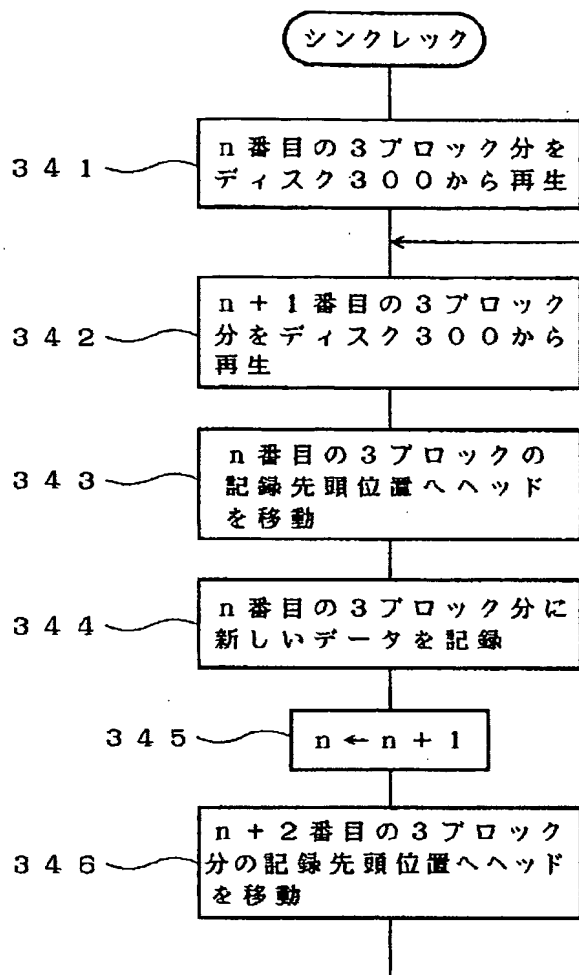 シンクレック
341
n番目の3ブロック分を
ディスク300から再生
342
n+1番目の3ブロック
分をディスク300から
再生
343
n番目の3ブロックの
記録先頭位置へヘッド
を移動
344
n番目の3ブロック分に
新しいデータを記録
345
n←n+1
346
n+2番目の3ブロック
分の記録先頭位置へヘッド
を移動